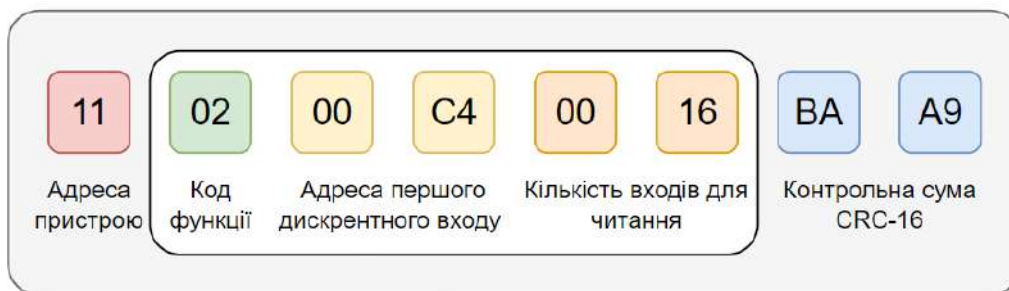 11 02 00 C4 00 16 BA A9
Адреса пристрою
Код функції
Адреса першого дискрентного входу
Кількість входів для читання
Контрольна сума CRC-16